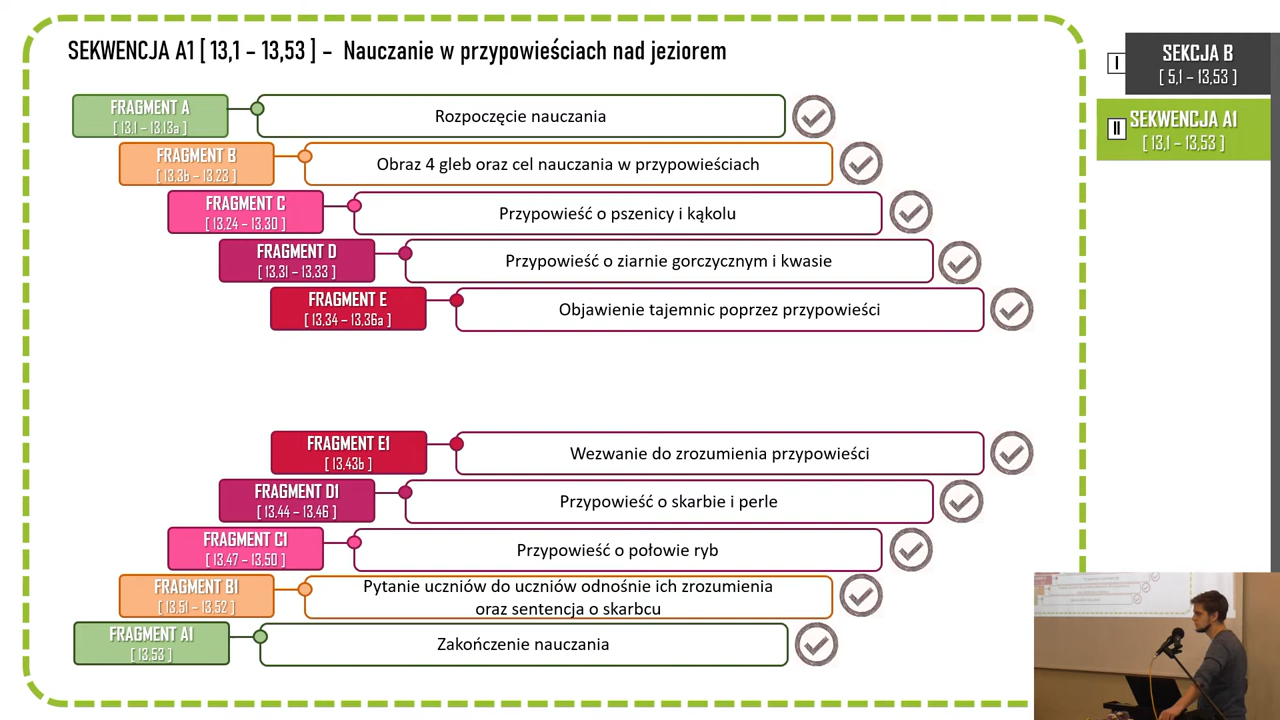 SEKWENCJA A1 [ 13,1 – 13,53 ] – Nauczanie w przypowieściach nad jeziorem
FRAGMENT A
[ 13.1 – 13.13a ]
Rozpoczęcie nauczania
FRAGMENT B
[ 13.3b – 13.23 ]
Obraz 4 gleb oraz cel nauczania w przypowieściach
FRAGMENT C
[ 13,24 – 13,30 ]
Przypowieść o pszenicy i kąkolu
FRAGMENT D
[ 13,31 – 13.33 ]
Przypowieść o ziarnie gorczycznym i kwasie
FRAGMENT E
[ 13,34 – 13,36a ]
Objawienie tajemnic poprzez przypowieści
FRAGMENT E1
[ 13,43b ]
Wezwanie do zrozumienia przypowieści
FRAGMENT D1
[ 13,44 – 13,46 ]
Przypowieść o skarbie i perle
FRAGMENT C1
[ 13,47 – 13,50 ]
Przypowieść o połowie ryb
FRAGMENT B1
[ 13,51 – 13,52 ]
Pytanie uczniów do uczniów odnośnie ich zrozumienia
oraz sentencja o skarbcu
FRAGMENT A1
[ 13,53 ]
Zakończenie nauczania
I
SEKCJA B
[ 5,1 – 13,53 ]
II
SEKWENCJA A1
[ 13,1 – 13,53 ]